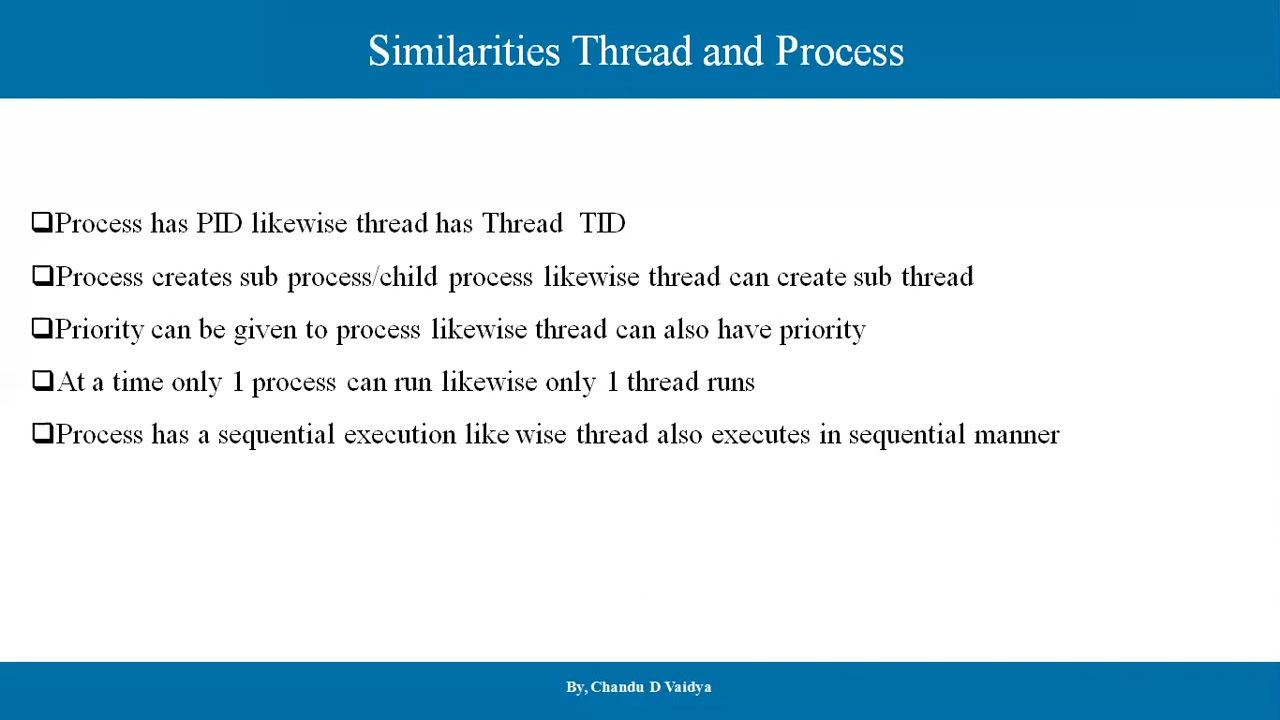 Similarities Thread and Process
❑Process has PID likewise thread has Thread TID
❑Process creates sub process/child process likewise thread can create sub thread
❑Priority can be given to process likewise thread can also have priority
❑At a time only 1 process can run likewise only 1 thread runs
❑Process has a sequential execution like wise thread also executes in sequential manner
By, Chandu D Vaidya